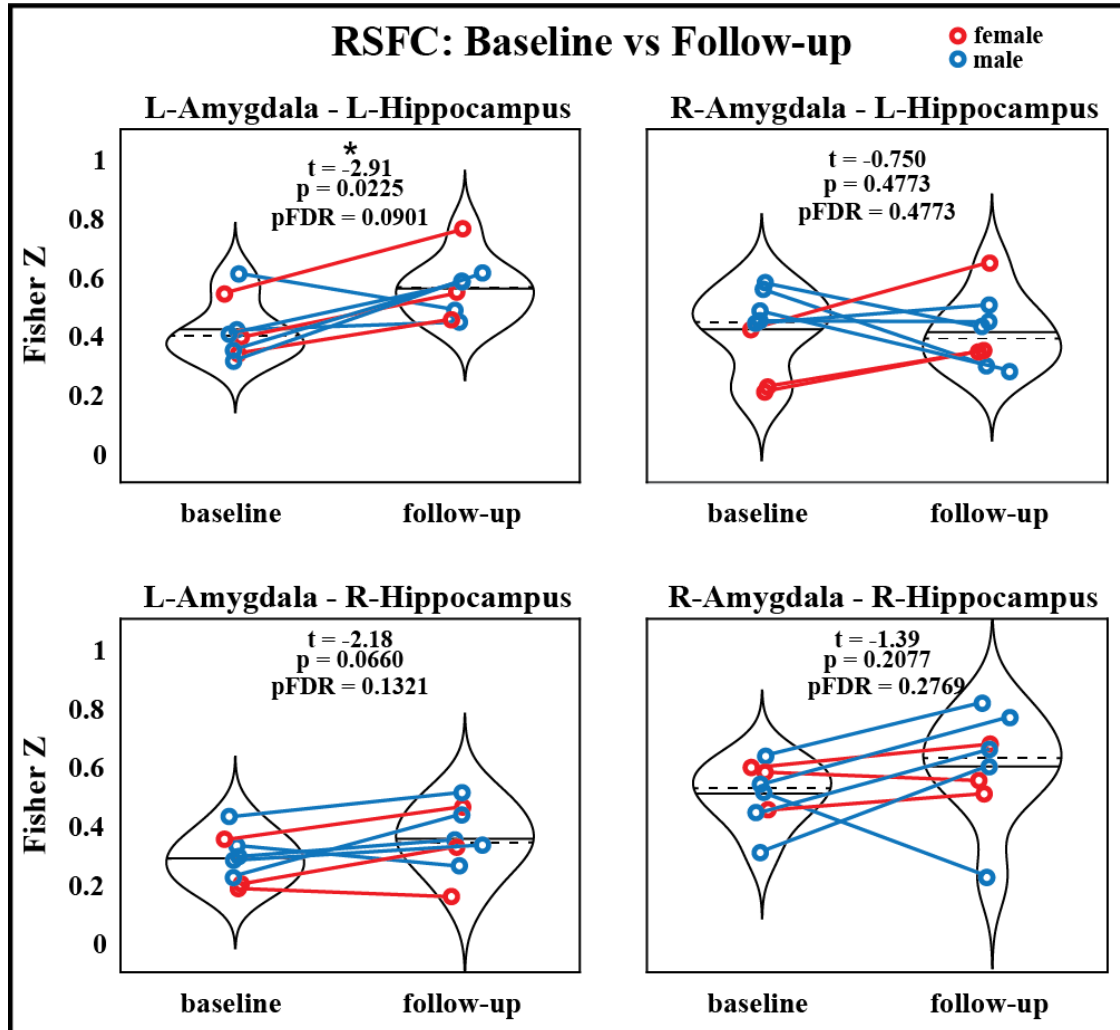 RSFC: Baseline vs Follow-up
female
male
L-Amygdala - L-Hippocampus
*
t = -2.91
p = 0.0225
pFDR = 0.0901
Fisher Z
1
0.8
0.6
0.4
0.2
0
baseline
follow-up
R-Amygdala - L-Hippocampus
t = -0.750
p = 0.4773
pFDR = 0.4773
baseline
follow-up
L-Amygdala - R-Hippocampus
t = -2.18
p = 0.0660
pFDR = 0.1321
Fisher Z
1
0.8
0.6
0.4
0.2
0
baseline
follow-up
R-Amygdala - R-Hippocampus
t = -1.39
p = 0.2077
pFDR = 0.2769
baseline
follow-up